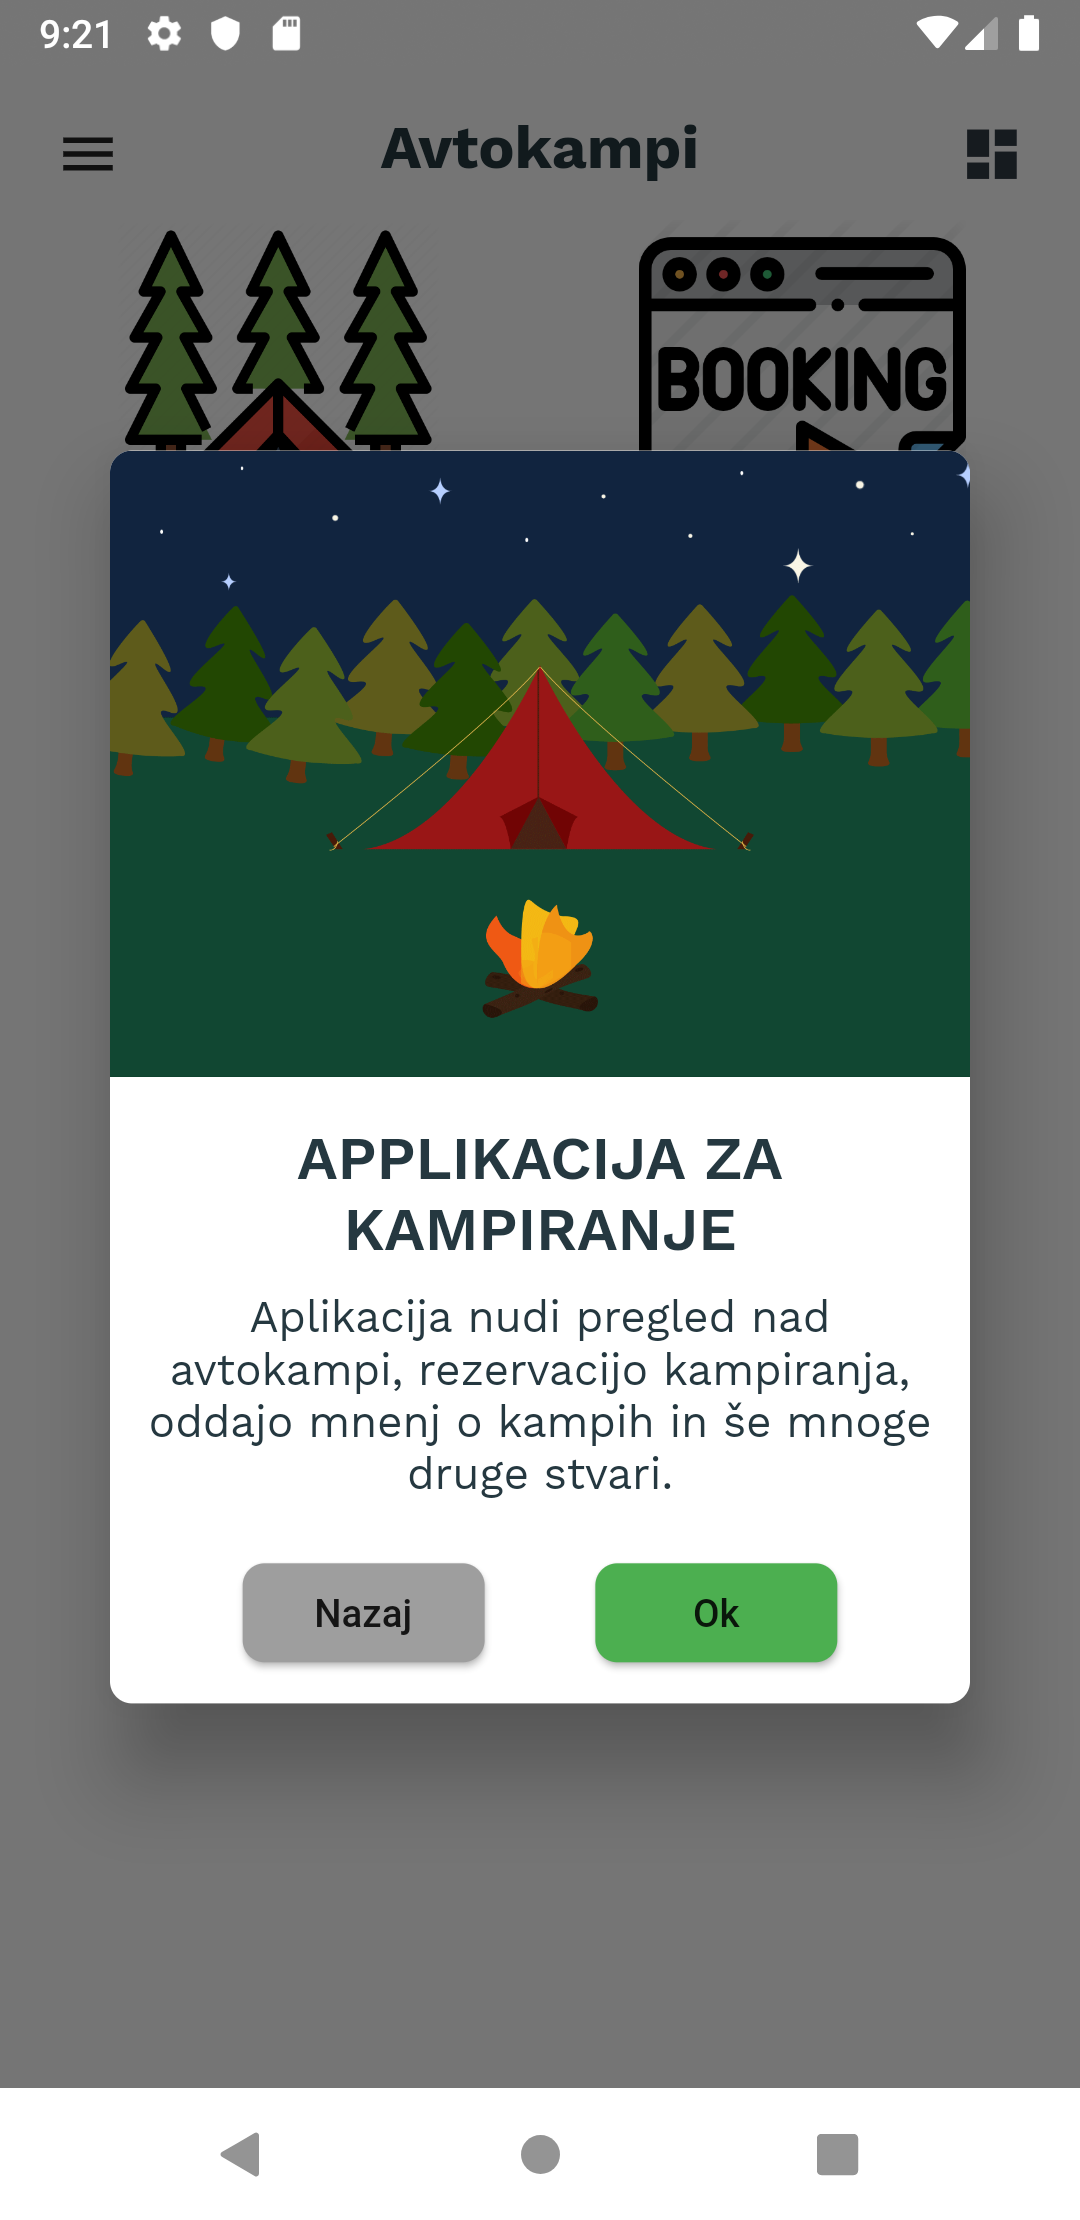 9:21
Avtokampi
BOOKING
APPLIKACIJA ZA
KAMPIRANJE
Aplikacija nudi pregled nad
avtokampi, rezervacijo kampiranja,
oddajo mnenj o kampih in še mnoge
druge stvari.
Nazaj
Ok